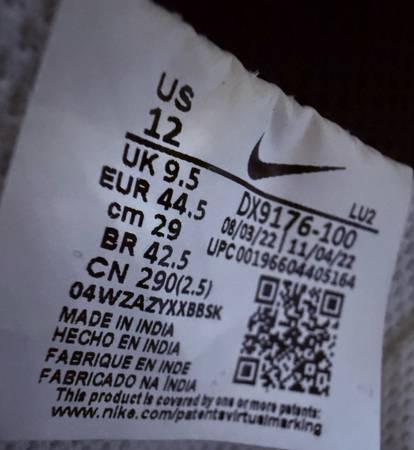 US
12
UK 9.5
EUR 44.5
cm 29
BR 42.5
CN 290(2.5)
04WZAZYXXBBSK
LU2
DX9176-100
08/03/22 | 11/04/22
UPC 00196604405164
MADE IN INDIA
HECHO EN INDIA
FABRIQUE EN INDE
FABRICADO NA ÍNDIA
This product is covered by one or more patents:
www.nike.com/patentsvirtualmarking